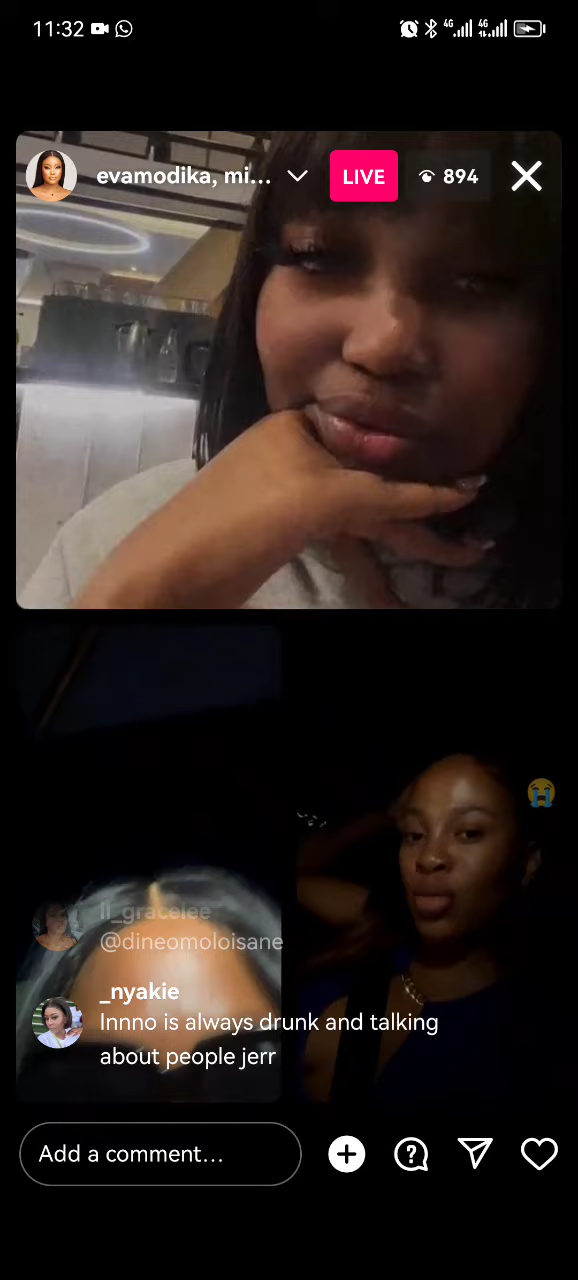 11:32
4G 4G
evamodika, mi...
LIVE
894
ll_gracelee
@dineomoloisane
_nyakie
Innno is always drunk and talking
about people jerr
Add a comment...